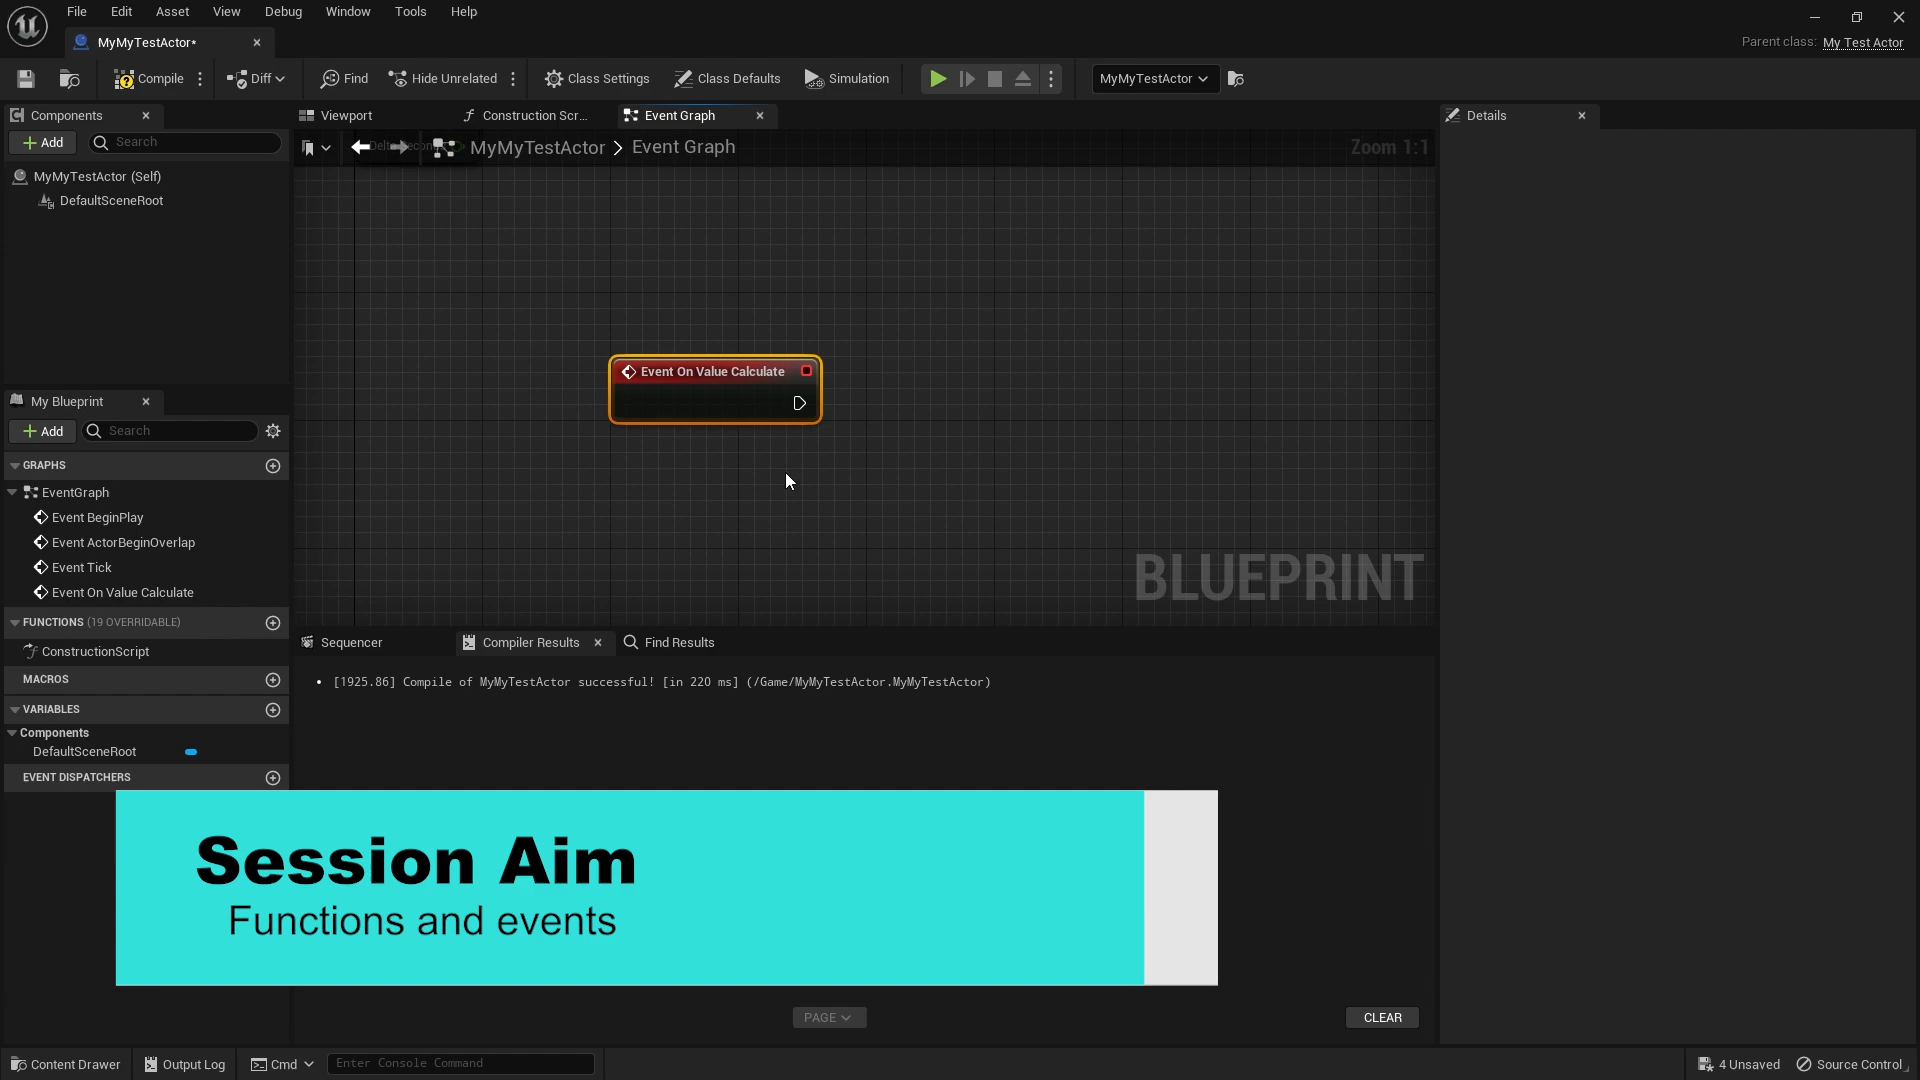 File Edit Asset View Debug Window Tools Help
MyMyTestActor*
Parent class: My Test Actor
Compile Diff Find Hide Unrelated Class Settings Class Defaults Simulation MyMyTestActor
Components
Viewport Construction Scr... Event Graph
Details
Add Search
MyMyTestActor > Event Graph
Zoom 1:1
MyMyTestActor (Self)
DefaultSceneRoot
Event On Value Calculate
My Blueprint
Add Search
GRAPHS
EventGraph
Event BeginPlay
Event ActorBeginOverlap
Event Tick
Event On Value Calculate
BLUEPRINT
FUNCTIONS (19 OVERRIDABLE)
ConstructionScript
MACROS
VARIABLES
Components
DefaultSceneRoot
EVENT DISPATCHERS
Sequencer Compiler Results Find Results
• [1925.86] Compile of MyMyTestActor successful! [in 220 ms] (/Game/MyMyTestActor.MyMyTestActor)
Session Aim
Functions and events
PAGE
CLEAR
Content Drawer Output Log Cmd Enter Console Command
4 Unsaved Source Control